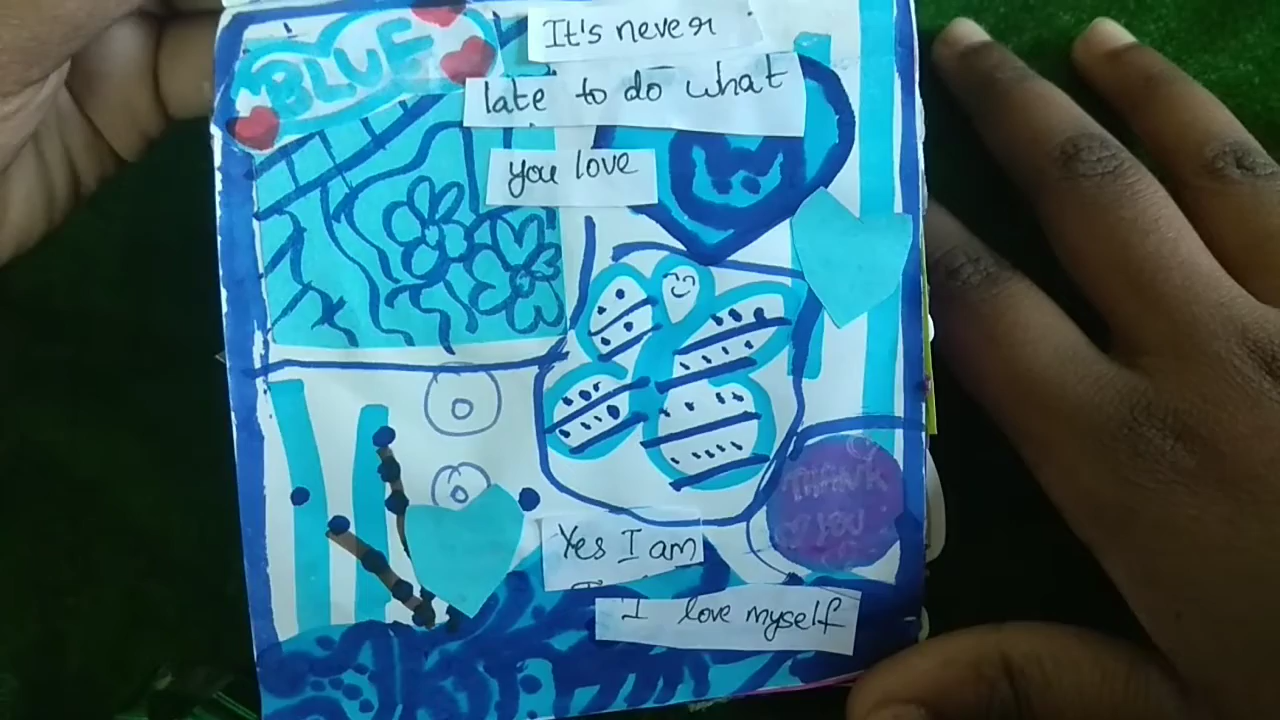 BLUE
It's never
late to do what
you love
THANK
YOU
Yes I am
I love myself